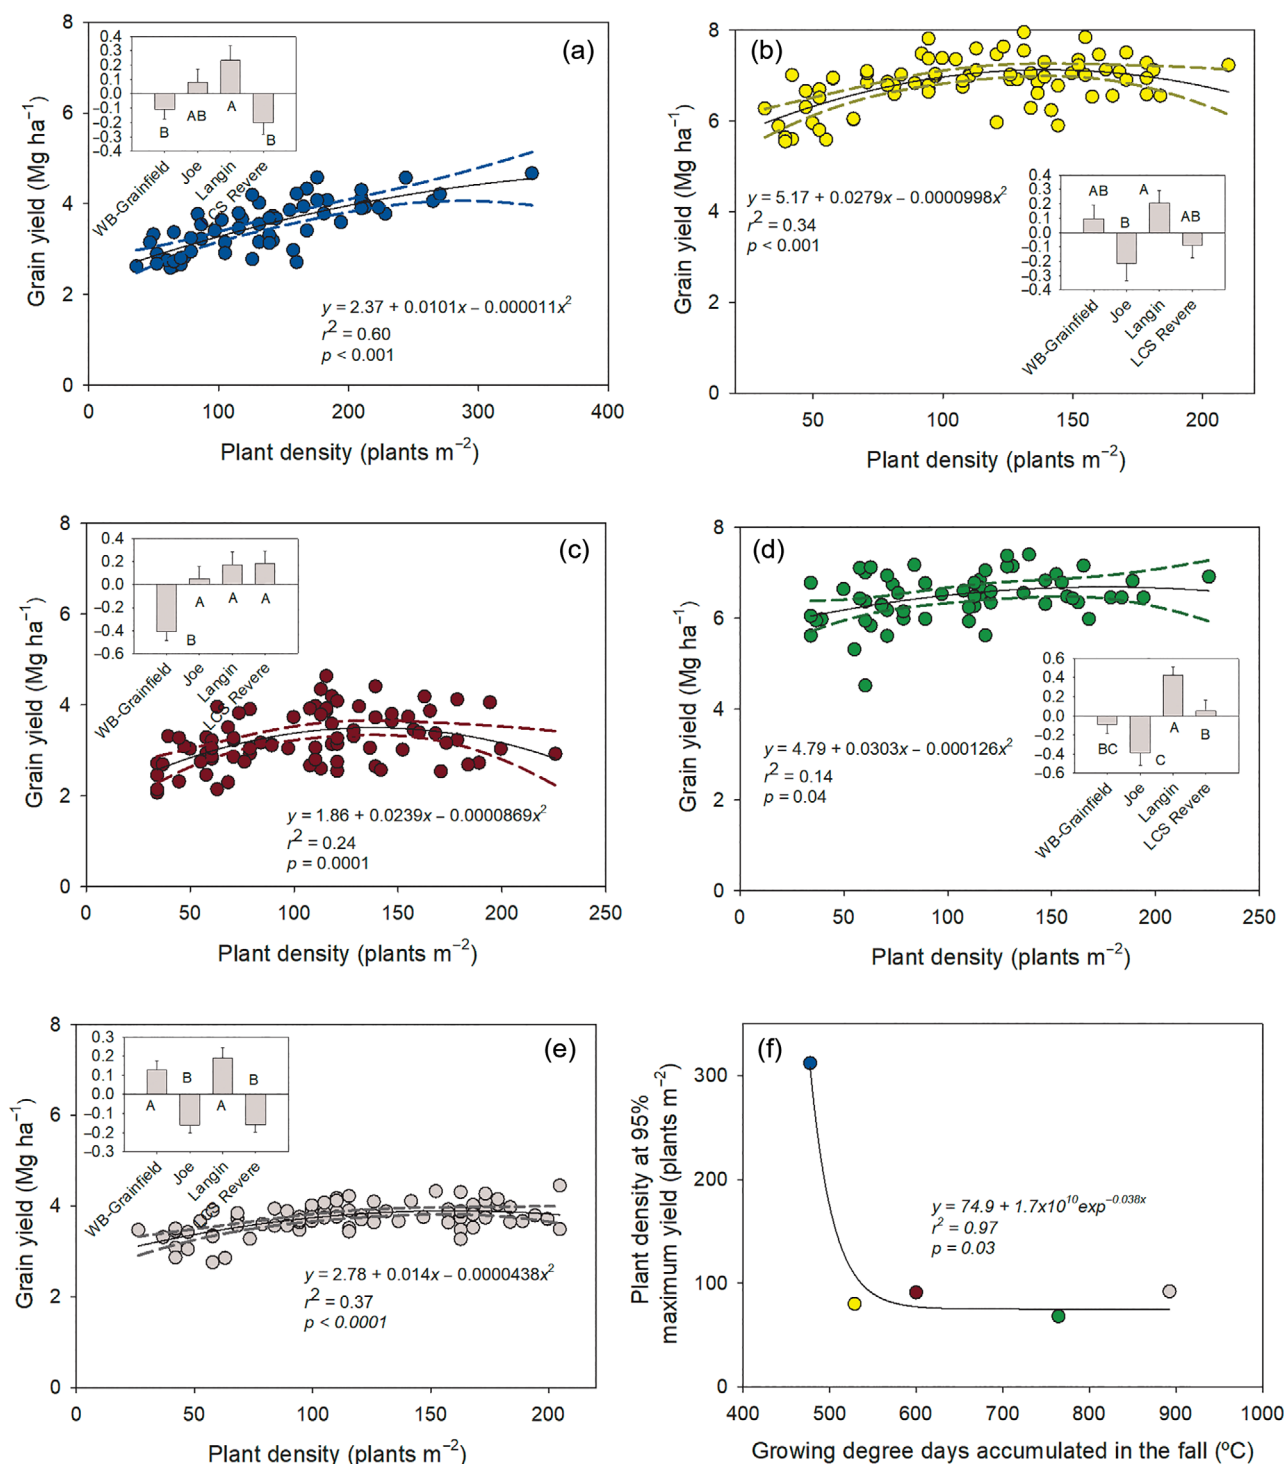 (a)
Grain yield (Mg ha⁻¹)
8
6
4
2
0
0 100 200 300 400
Plant density (plants m⁻²)
0.4
0.3
0.2
0.1
0.0
−0.1
−0.2
−0.3
−0.4
B AB A B
WB-Grainfield
Joe
Langin
LCS Revere
y = 2.37 + 0.0101x – 0.000011x²
r² = 0.60
p < 0.001
(b)
Grain yield (Mg ha⁻¹)
8
6
4
2
0
50 100 150 200
Plant density (plants m⁻²)
y = 5.17 + 0.0279x – 0.0000998x²
r² = 0.34
p < 0.001
0.4
0.3
0.2
0.1
0.0
−0.1
−0.2
−0.3
−0.4
AB B A AB
WB-Grainfield
Joe
Langin
LCS Revere
(c)
Grain yield (Mg ha⁻¹)
8
6
4
2
0
0 50 100 150 200 250
Plant density (plants m⁻²)
0.4
0.2
0.0
−0.2
−0.4
−0.6
B A A A
WB-Grainfield
Joe
Langin
LCS Revere
y = 1.86 + 0.0239x – 0.0000869x²
r² = 0.24
p = 0.0001
(d)
Grain yield (Mg ha⁻¹)
8
6
4
2
0
0 50 100 150 200 250
Plant density (plants m⁻²)
y = 4.79 + 0.0303x – 0.000126x²
r² = 0.14
p = 0.04
0.6
0.4
0.2
0.0
−0.2
−0.4
−0.6
BC C A B
WB-Grainfield
Joe
Langin
LCS Revere
(e)
Grain yield (Mg ha⁻¹)
8
6
4
2
0
0 50 100 150 200
Plant density (plants m⁻²)
0.3
0.2
0.1
0.0
−0.1
−0.2
−0.3
A B A B
WB-Grainfield
Joe
Langin
LCS Revere
y = 2.78 + 0.014x – 0.0000438x²
r² = 0.37
p < 0.0001
(f)
Plant density at 95%
maximum yield (plants m⁻²)
300
200
100
0
400 500 600 700 800 900 1000
Growing degree days accumulated in the fall (ºC)
y = 74.9 + 1.7x10¹⁰exp⁻⁰·⁰³⁸ˣ
r² = 0.97
p = 0.03